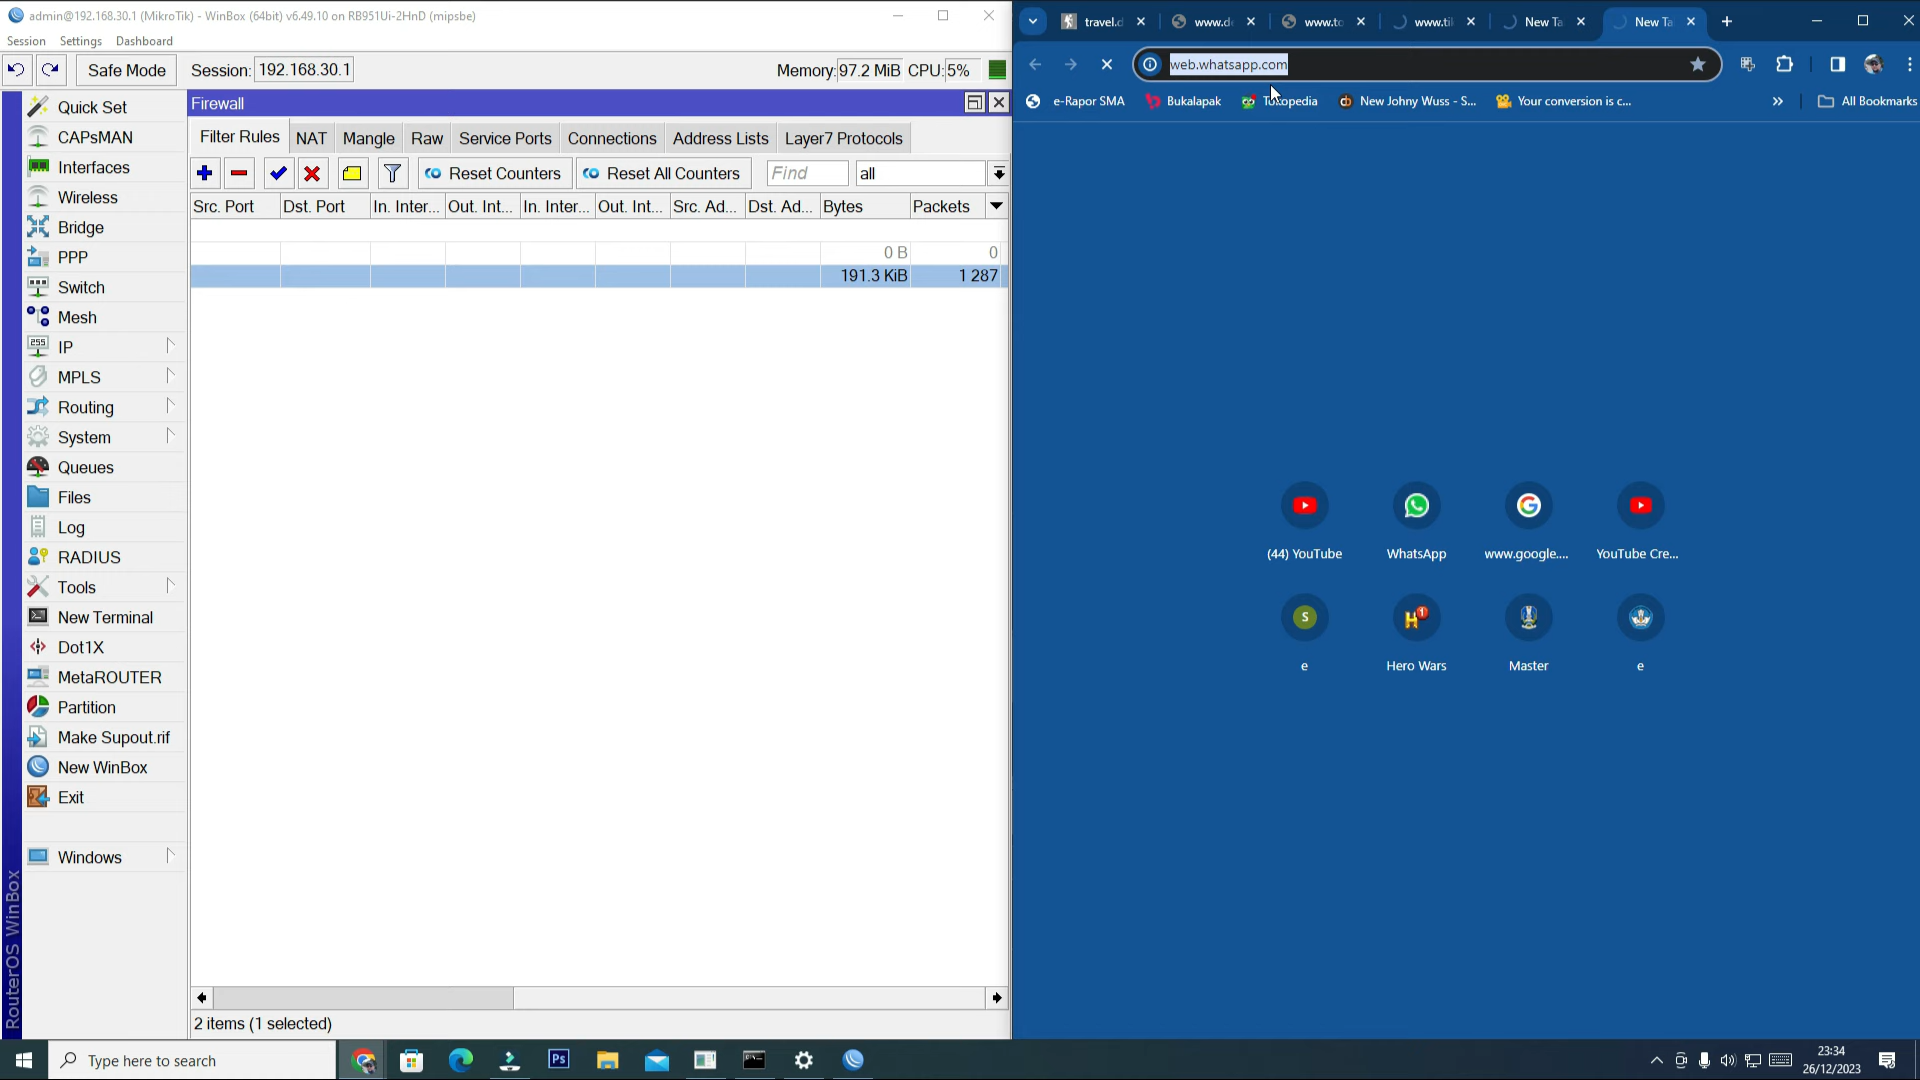 admin@192.168.30.1 (MikroTik) - WinBox (64bit) v6.49.10 on RB951Ui-2HnD (mipsbe)
Session Settings Dashboard
Safe Mode Session: 192.168.30.1 Memory: 97.2 MiB CPU: 5%
Quick Set
CAPsMAN
Interfaces
Wireless
Bridge
PPP
Switch
Mesh
IP
MPLS
Routing
System
Queues
Files
Log
RADIUS
Tools
New Terminal
Dot1X
MetaROUTER
Partition
Make Supout.rif
New WinBox
Exit
Windows
RouterOS WinBox
Firewall
Filter Rules NAT Mangle Raw Service Ports Connections Address Lists Layer7 Protocols
Reset Counters Reset All Counters Find all
Src. Port Dst. Port In. Inter... Out. Int... In. Inter... Out. Int... Src. Ad... Dst. Ad... Bytes Packets
0 B 0
191.3 KiB 1 287
2 items (1 selected)
travel.d www.de www.to www.ti New Ta New Ta
web.whatsapp.com
e-Rapor SMA Bukalapak Tokopedia New Johny Wuss - S... Your conversion is c... » All Bookmarks
(44) YouTube WhatsApp www.google.... YouTube Cre...
S
e Hero Wars Master e
Type here to search
Ps
23:34
26/12/2023